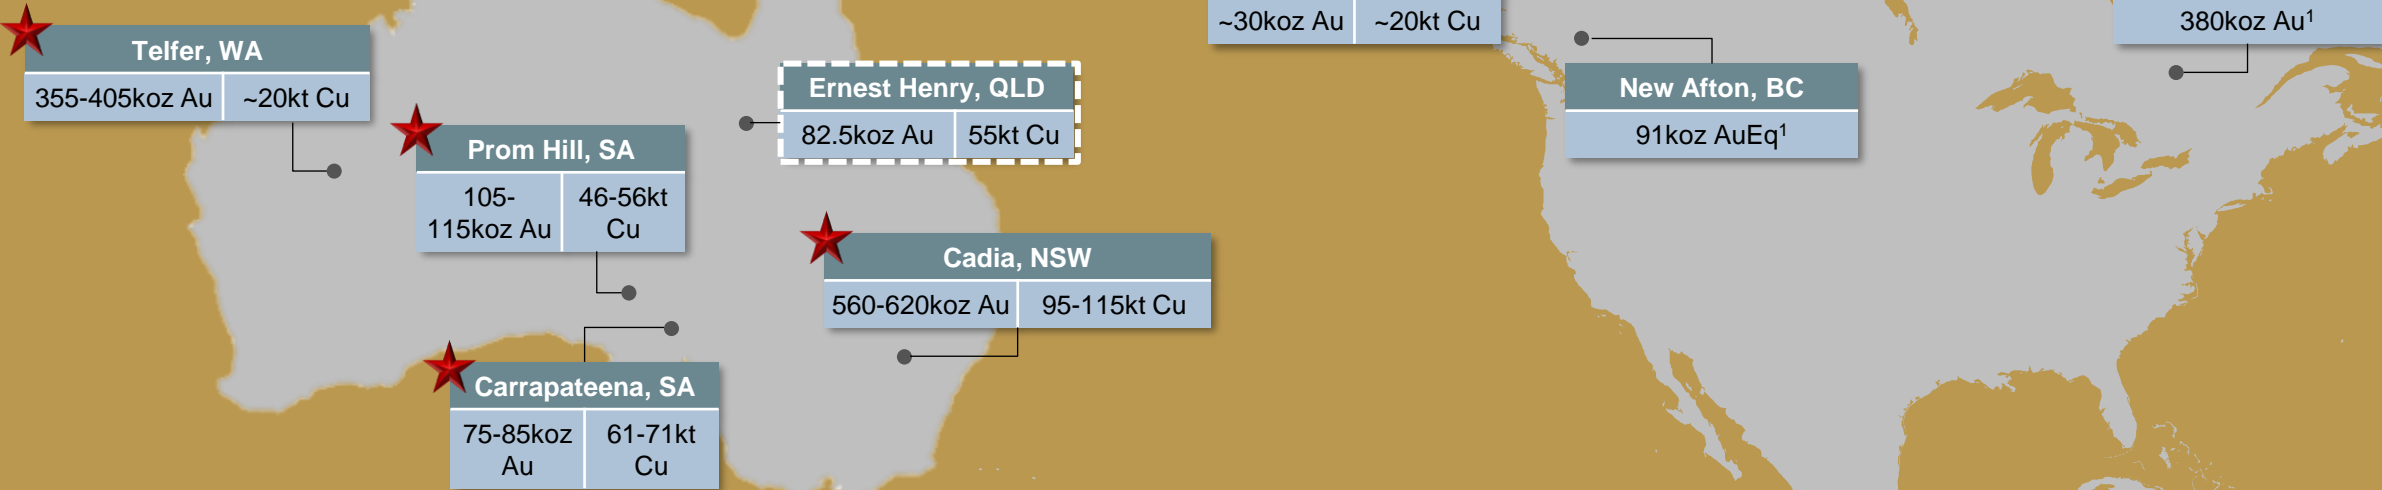 ~30koz Au ~20kt Cu
380koz Au¹
Telfer, WA
355-405koz Au ~20kt Cu
Ernest Henry, QLD
82.5koz Au 55kt Cu
New Afton, BC
91koz AuEq¹
Prom Hill, SA
105- 46-56kt
115koz Au Cu
Cadia, NSW
560-620koz Au 95-115kt Cu
Carrapateena, SA
75-85koz 61-71kt
Au Cu